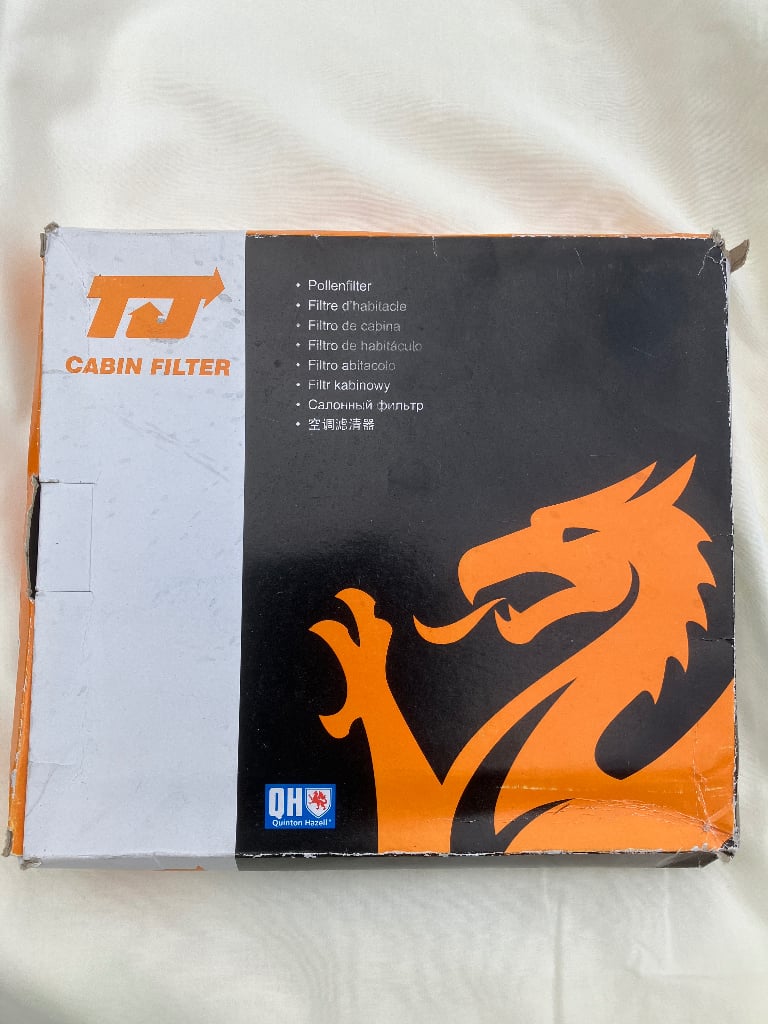 TJ
CABIN FILTER
• Pollenfilter
• Filtre d'habitacle
• Filtro de cabina
• Filtro de habitáculo
• Filtro abitacolo
• Filtr kabinowy
• Салонный фильтр
• 空调滤清器
QH
Quinton Hazell